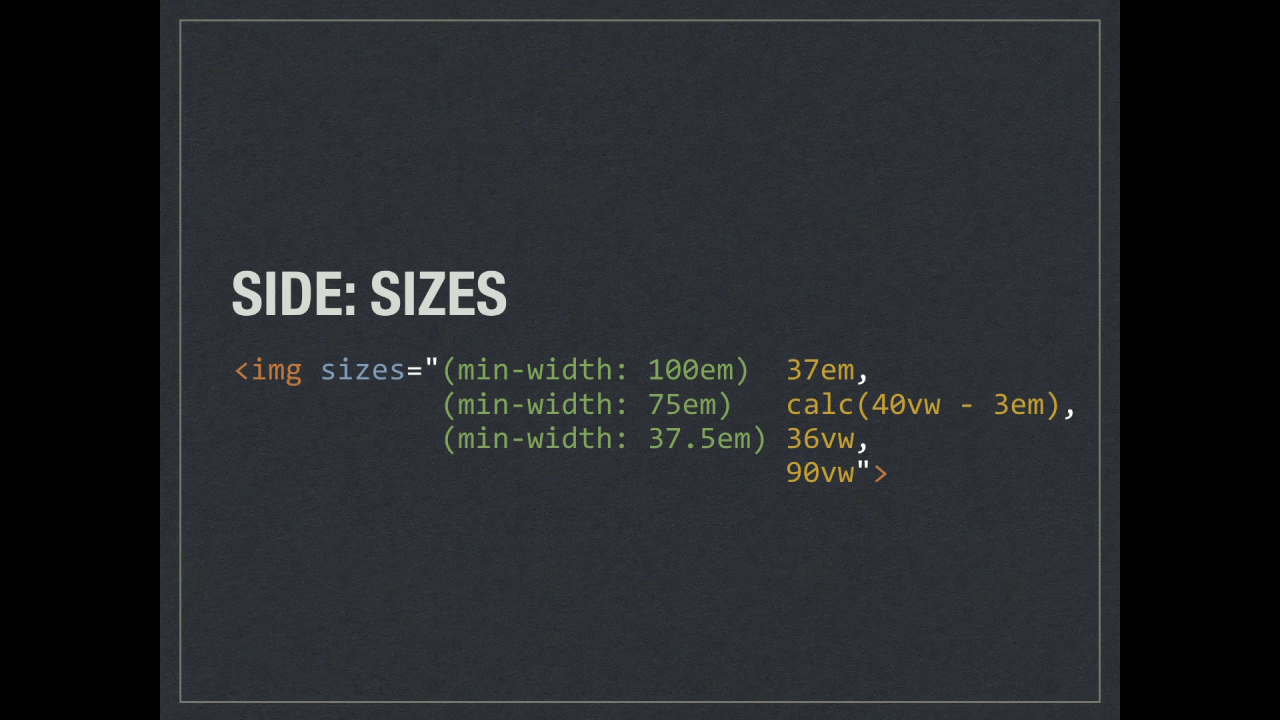 SIDE: SIZES
<img sizes="(min-width: 100em)  37em,
(min-width: 75em)   calc(40vw - 3em),
(min-width: 37.5em) 36vw,
90vw">